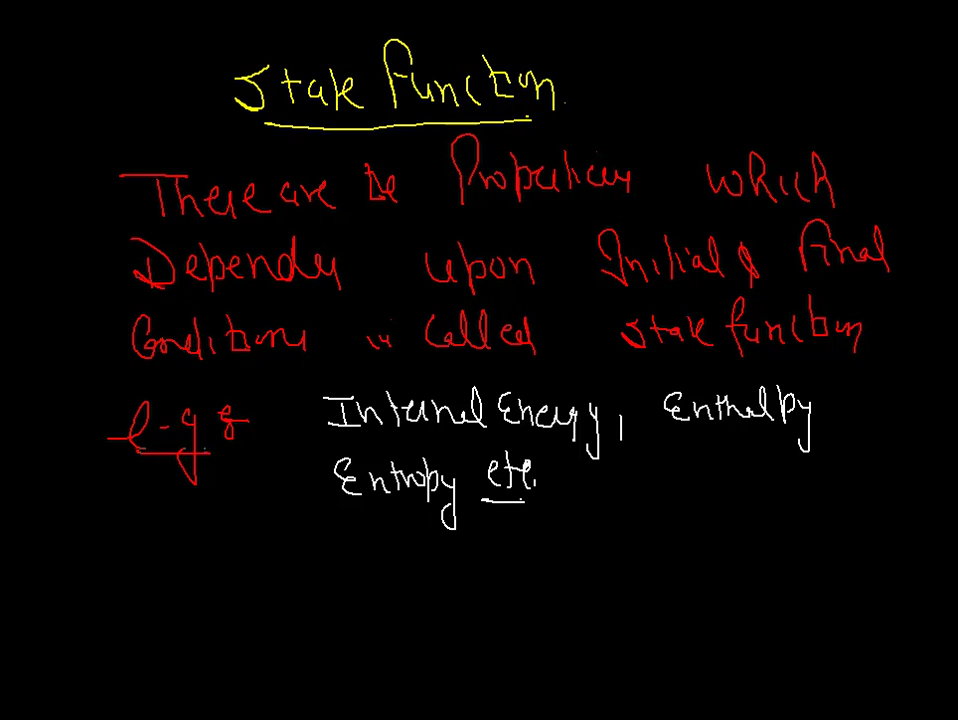 State function
There are the Properties which
Depends upon Initial & Final
Conditions is called State function
e-g :
Internal Energy, Enthalpy
Entropy etc.